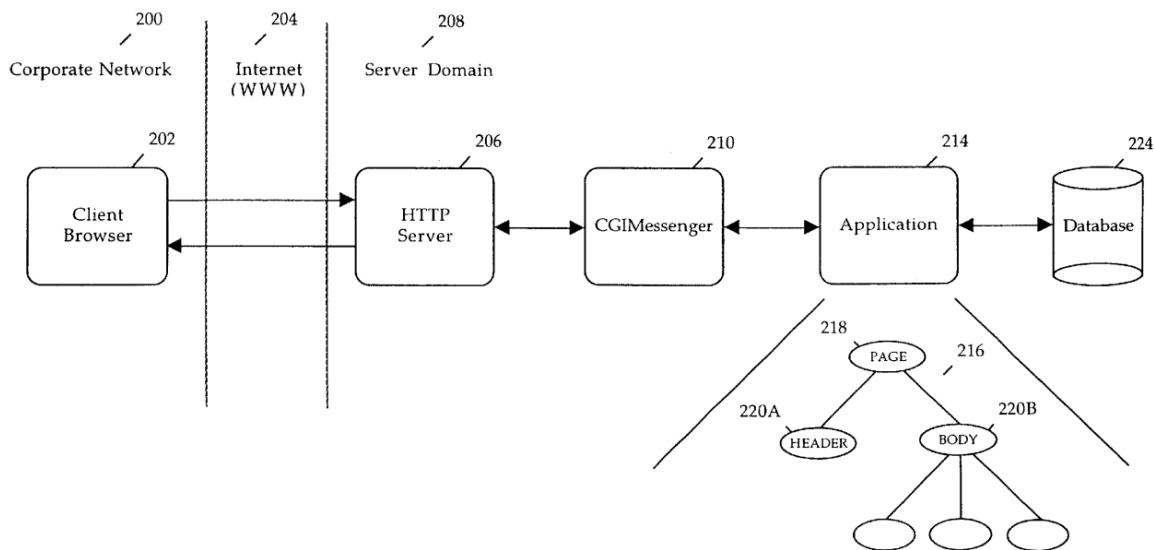 200
204
208
Corporate Network
Internet
(WWW)
Server Domain
202
206
210
214
224
Client
Browser
HTTP
Server
CGIMessenger
Application
Database
218
PAGE
216
220A
220B
HEADER
BODY